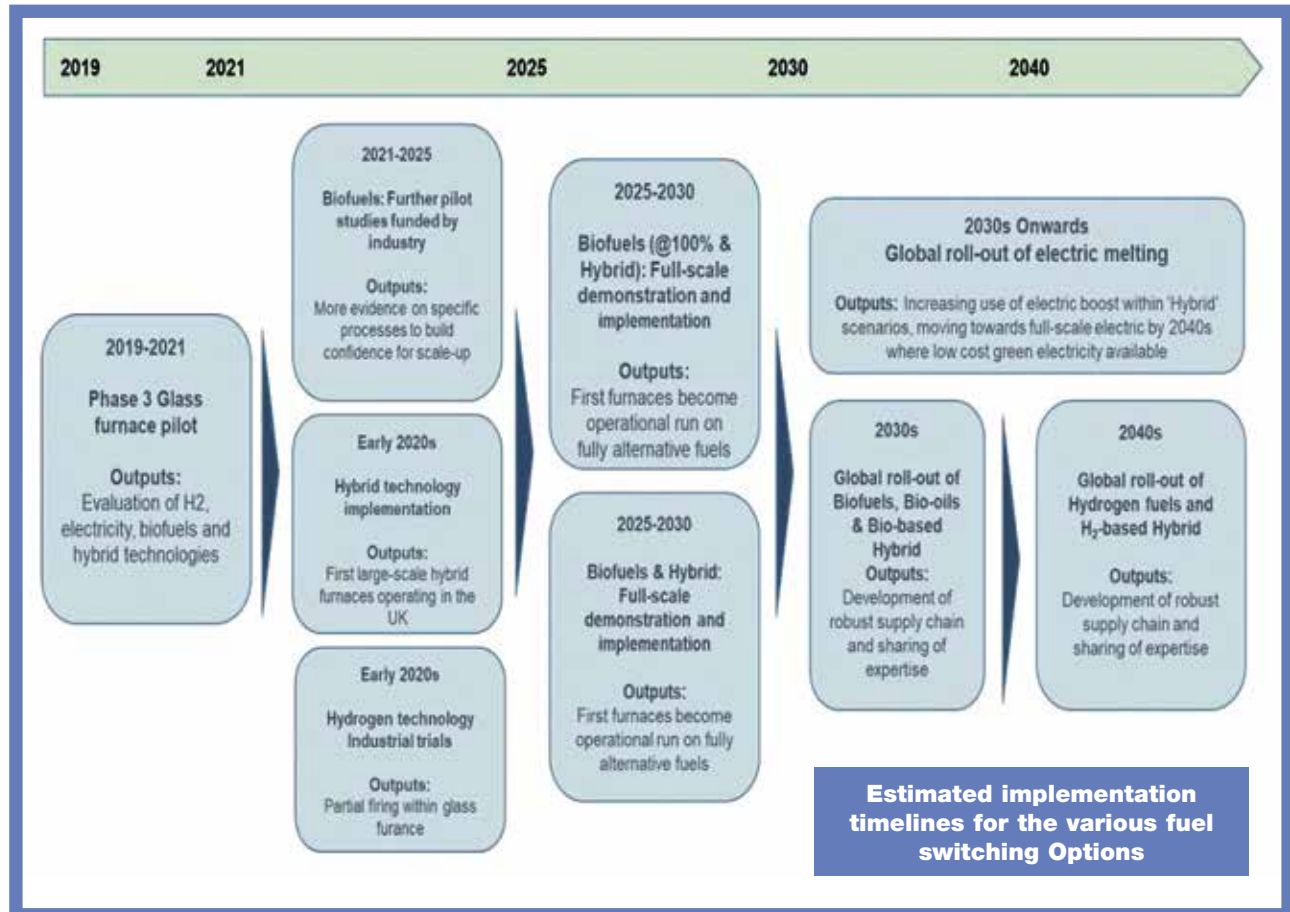 2019 2021 2025 2030 2040
2019-2021
Phase 3 Glass
furnace pilot
Outputs:
Evaluation of H2,
electricity, biofuels and
hybrid technologies
2021-2025
Biofuels: Further pilot
studies funded by
industry
Outputs:
More evidence on specific
processes to build
confidence for scale-up
Early 2020s
Hybrid technology
implementation
Outputs:
First large-scale hybrid
furnaces operating in the
UK
Early 2020s
Hydrogen technology
Industrial trials
Outputs:
Partial firing within glass
furance
2025-2030
Biofuels (@100% &
Hybrid): Full-scale
demonstration and
implementation
Outputs:
First furnaces become
operational run on
fully alternative fuels
2025-2030
Biofuels & Hybrid:
Full-scale
demonstration and
implementation
Outputs:
First furnaces become
operational run on fully
alternative fuels
2030s Onwards
Global roll-out of electric melting
Outputs: Increasing use of electric boost within 'Hybrid'
scenarios, moving towards full-scale electric by 2040s
where low cost green electricity available
2030s
Global roll-out of
Biofuels, Bio-oils
& Bio-based
Hybrid
Outputs:
Development of
robust supply chain
and sharing of
expertise
2040s
Global roll-out of
Hydrogen fuels and
H₂-based Hybrid
Outputs:
Development of robust
supply chain and
sharing of expertise
Estimated implementation
timelines for the various fuel
switching Options